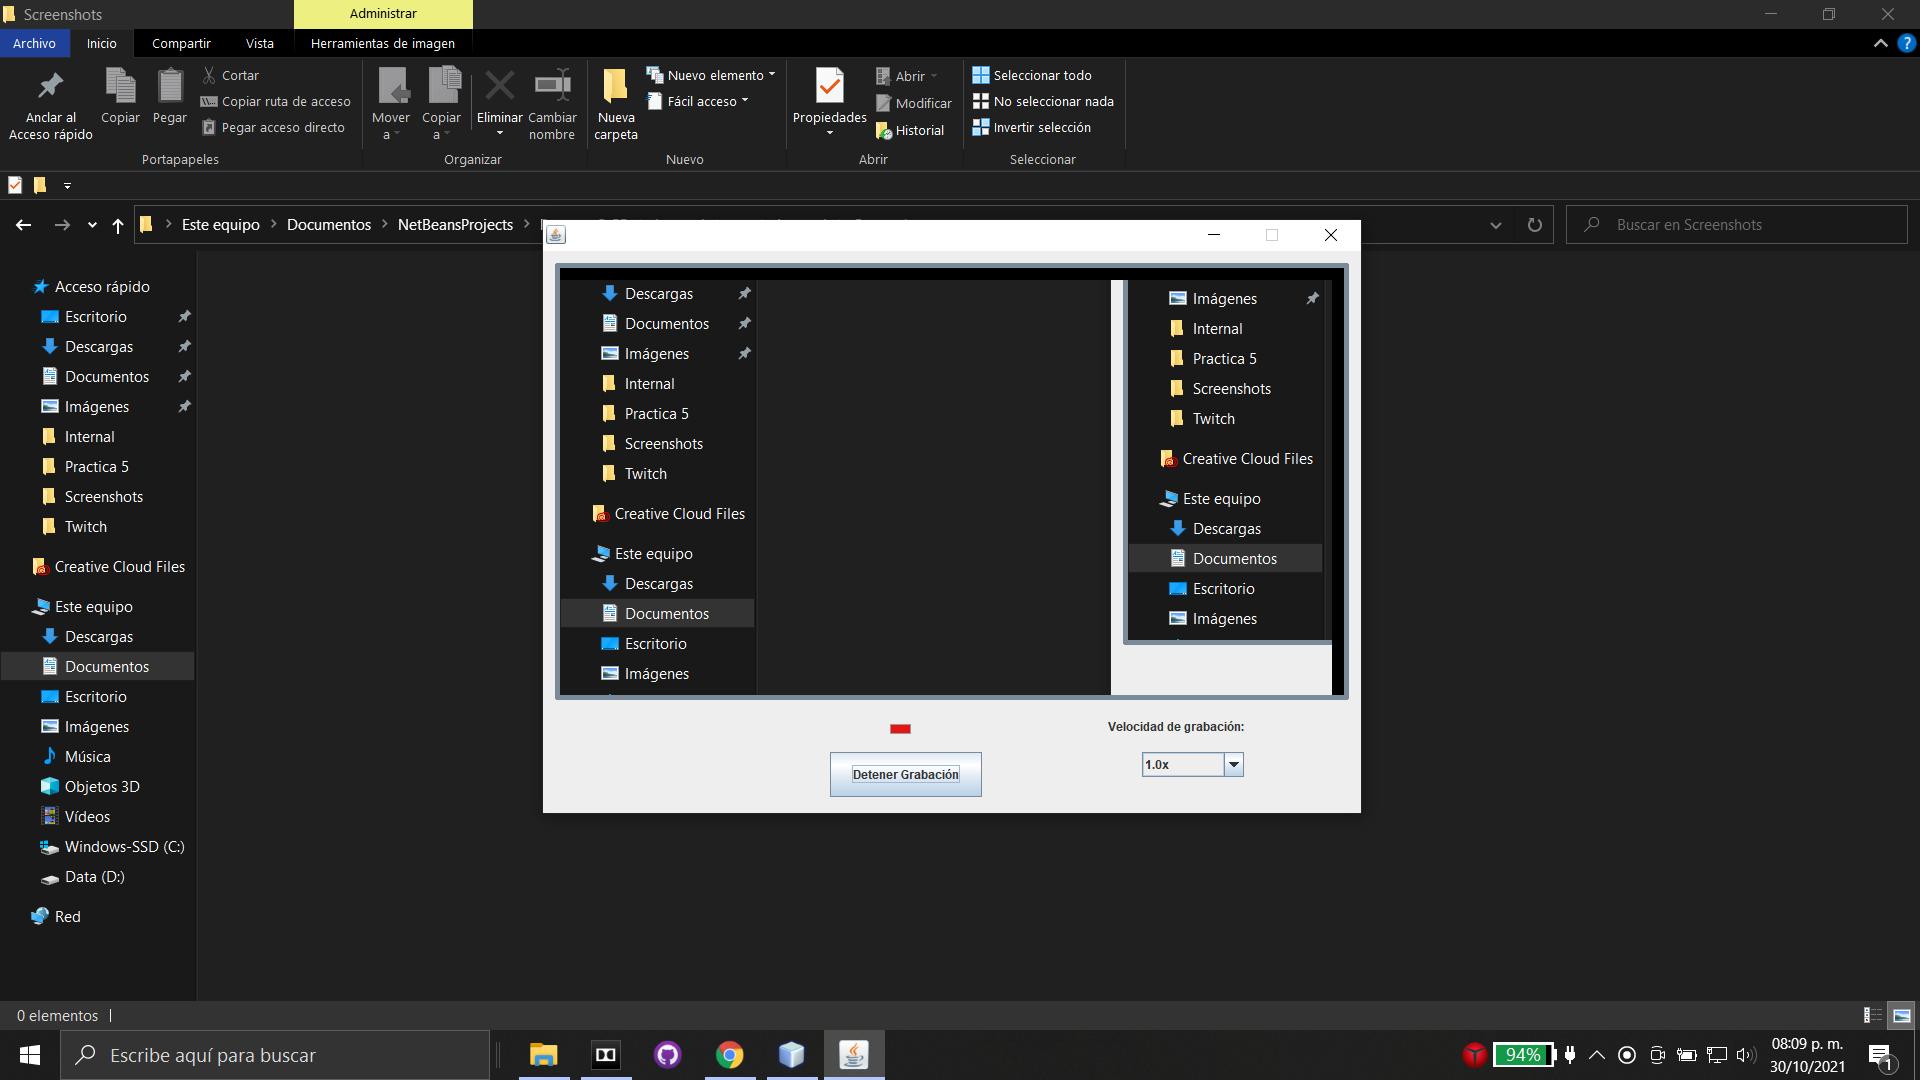 Screenshots
Administrar
Archivo
Inicio
Compartir
Vista
Herramientas de imagen
Anclar al
Acceso rápido
Copiar
Pegar
Cortar
Copiar ruta de acceso
Pegar acceso directo
Portapapeles
Mover
a
Copiar
a
Eliminar
Cambiar
nombre
Organizar
Nueva
carpeta
Nuevo elemento
Fácil acceso
Nuevo
Propiedades
Abrir
Modificar
Historial
Abrir
Seleccionar todo
No seleccionar nada
Invertir selección
Seleccionar
Este equipo
Documentos
NetBeansProjects
Buscar en Screenshots
Acceso rápido
Escritorio
Descargas
Documentos
Imágenes
Internal
Practica 5
Screenshots
Twitch
Creative Cloud Files
Este equipo
Descargas
Documentos
Escritorio
Imágenes
Música
Objetos 3D
Vídeos
Windows-SSD (C:)
Data (D:)
Red
Descargas
Documentos
Imágenes
Internal
Practica 5
Screenshots
Twitch
Creative Cloud Files
Este equipo
Descargas
Documentos
Escritorio
Imágenes
Imágenes
Internal
Practica 5
Screenshots
Twitch
Creative Cloud Files
Este equipo
Descargas
Documentos
Escritorio
Imágenes
Velocidad de grabación:
Detener Grabación
1.0x
0 elementos
Escribe aquí para buscar
94%
08:09 p. m.
30/10/2021
1